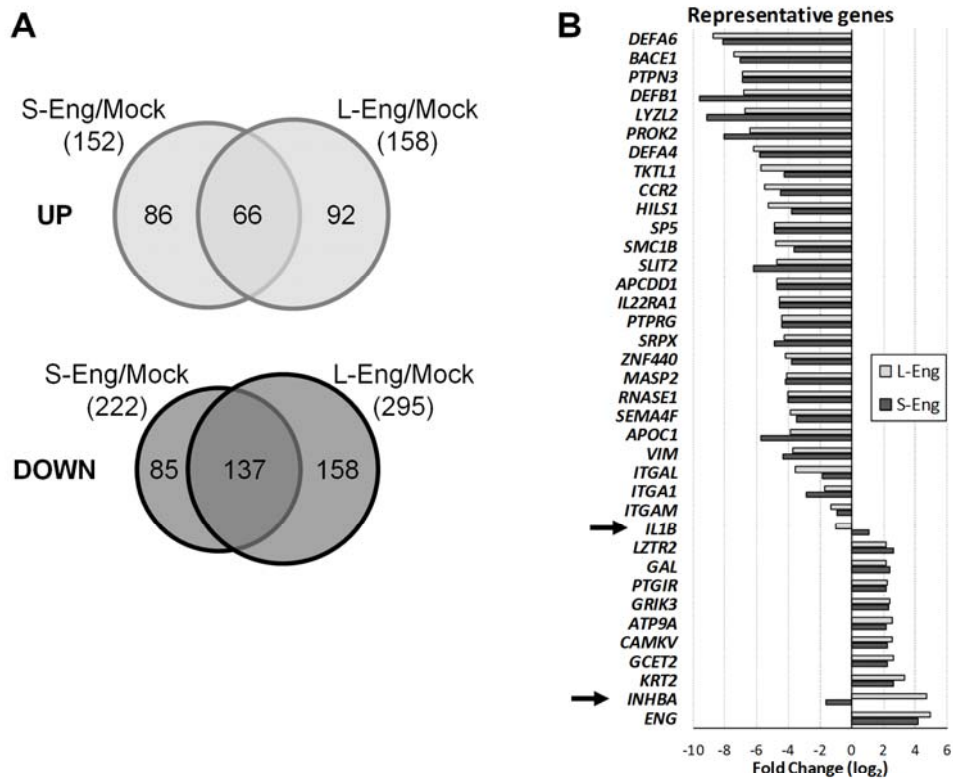 A
S-Eng/Mock
(152)
L-Eng/Mock
(158)
UP
86
66
92
S-Eng/Mock
(222)
L-Eng/Mock
(295)
DOWN
85
137
158
B
Representative genes
DEFA6
BACE1
PTPN3
DEFB1
LYZL2
PROK2
DEFA4
TKTL1
CCR2
HILS1
SP5
SMC1B
SLIT2
APCDD1
IL22RA1
PTPRG
SRPX
ZNF440
MASP2
RNASE1
SEMA4F
APOC1
VIM
ITGAL
ITGA1
ITGAM
IL1B
LZTR2
GAL
PTGIR
GRIK3
ATP9A
CAMKV
GCET2
KRT2
INHBA
ENG
L-Eng
S-Eng
-10 -8 -6 -4 -2 0 2 4 6
Fold Change (log2)